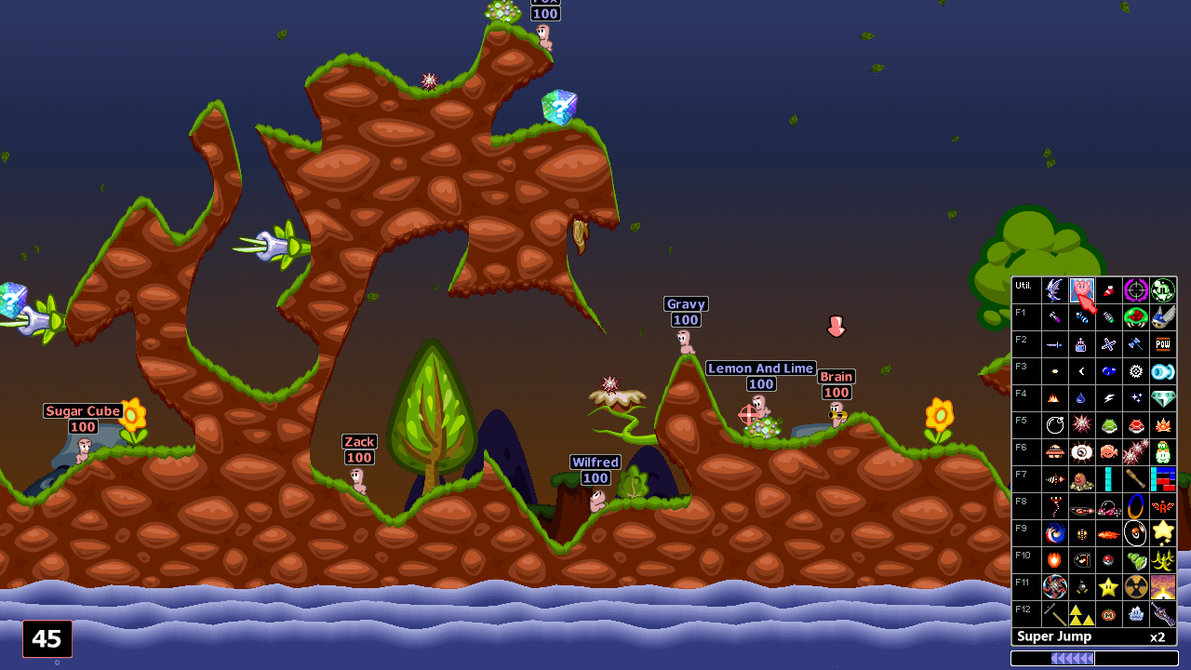 100
Gravy
100
Lemon And Lime
100
Brain
100
Sugar Cube
100
Zack
100
Wilfred
100
Util.
F1
F2
POW
F3
F4
F5
F6
F7
F8
F9
F10
F11
F12
Super Jump x2
45